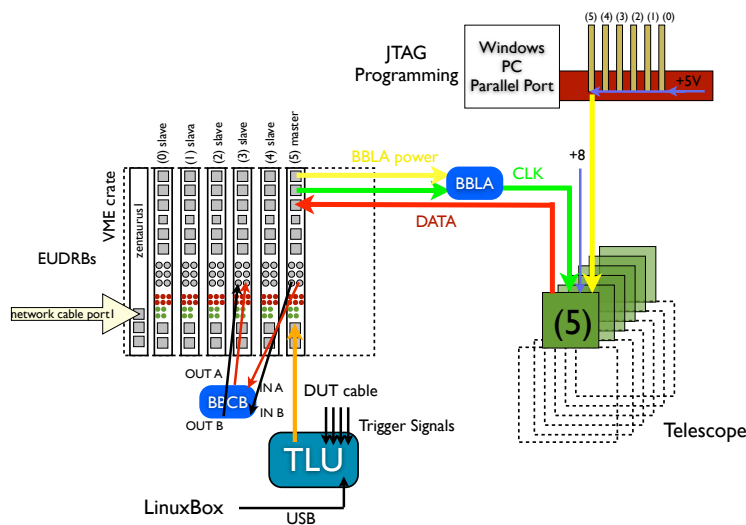 JTAG
Programming
Windows
PC
Parallel Port
(5)
(4)
(3)
(2)
(1)
(0)
+5V
+8
(0) slave
(1) slava
(2) slave
(3) slave
(4) slave
(5) master
VME crate
zentaurus1
EUDRBs
network cable port1
BBLA power
BBLA
CLK
DATA
(5)
Telescope
OUT A
IN A
BBCB
OUT B
IN B
DUT cable
Trigger Signals
TLU
LinuxBox
USB